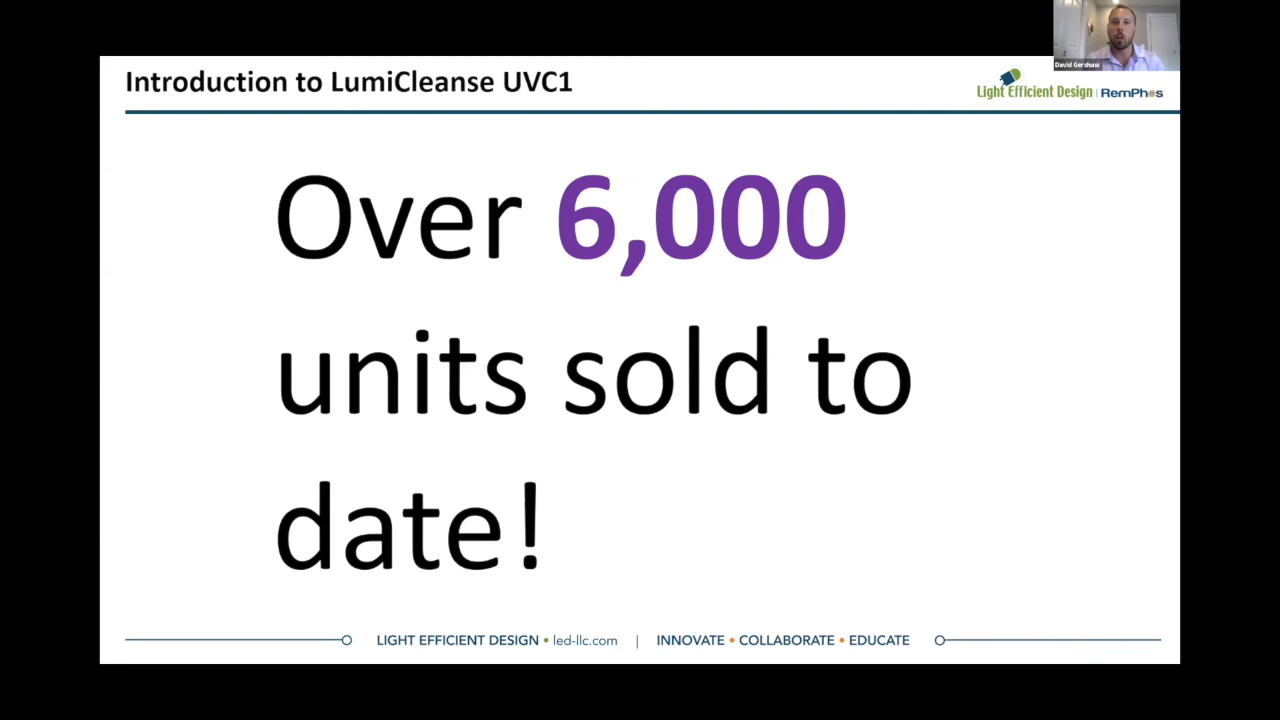 Introduction to LumiCleanse UVC1
David Gershaw
Light Efficient Design | RemPhos
Over 6,000
units sold to
date!
LIGHT EFFICIENT DESIGN • led-llc.com | INNOVATE • COLLABORATE • EDUCATE